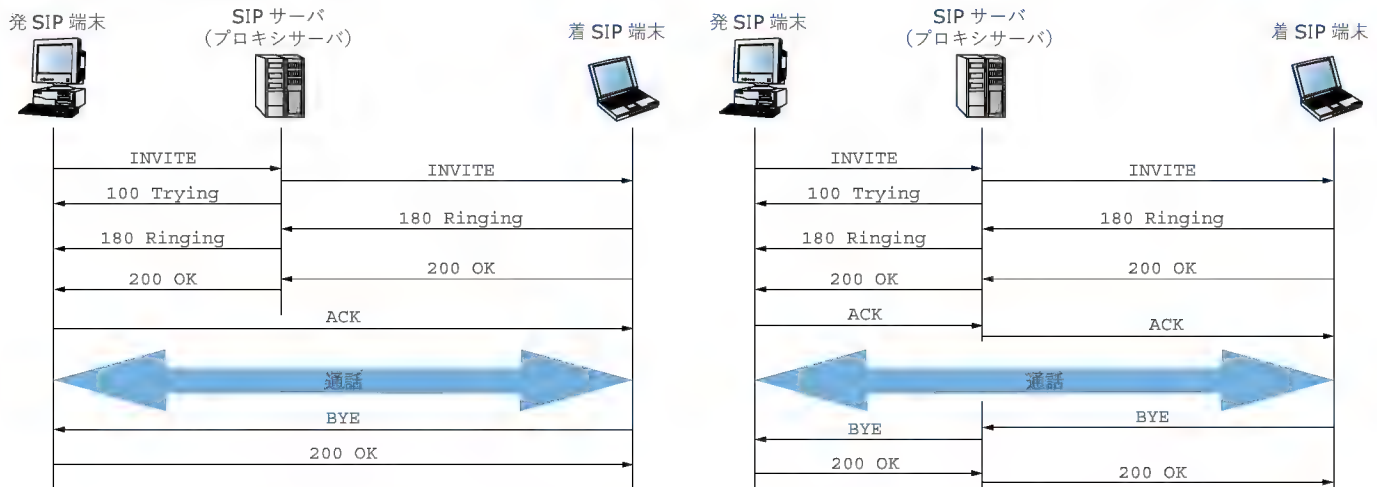 発 SIP 端末
SIP サーバ
(プロキシサーバ)
着 SIP 端末
INVITE
INVITE
100 Trying
180 Ringing
180 Ringing
200 OK
200 OK
ACK
通話
BYE
200 OK
発 SIP 端末
SIP サーバ
(プロキシサーバ)
着 SIP 端末
INVITE
INVITE
100 Trying
180 Ringing
180 Ringing
200 OK
200 OK
ACK
ACK
通話
BYE
BYE
200 OK
200 OK